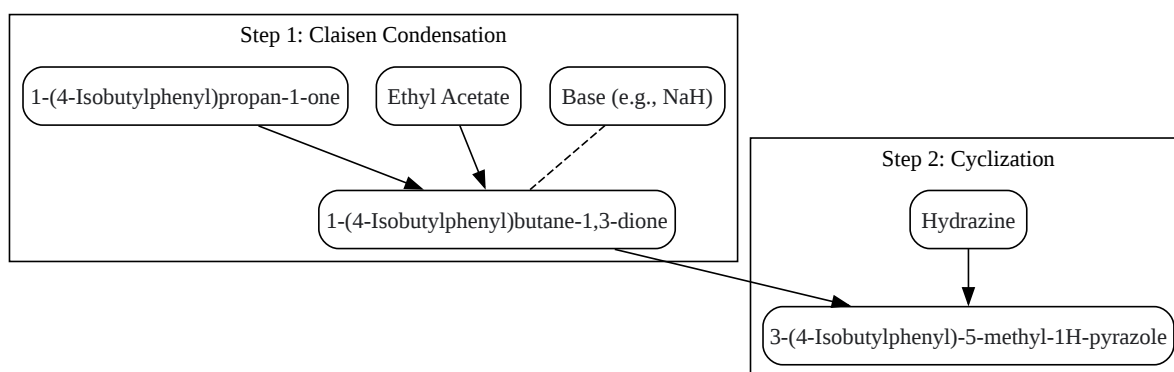 Step 1: Claisen Condensation
1-(4-Isobutylphenyl)propan-1-one
Ethyl Acetate
Base (e.g., NaH)
1-(4-Isobutylphenyl)butane-1,3-dione
Step 2: Cyclization
Hydrazine
3-(4-Isobutylphenyl)-5-methyl-1H-pyrazole